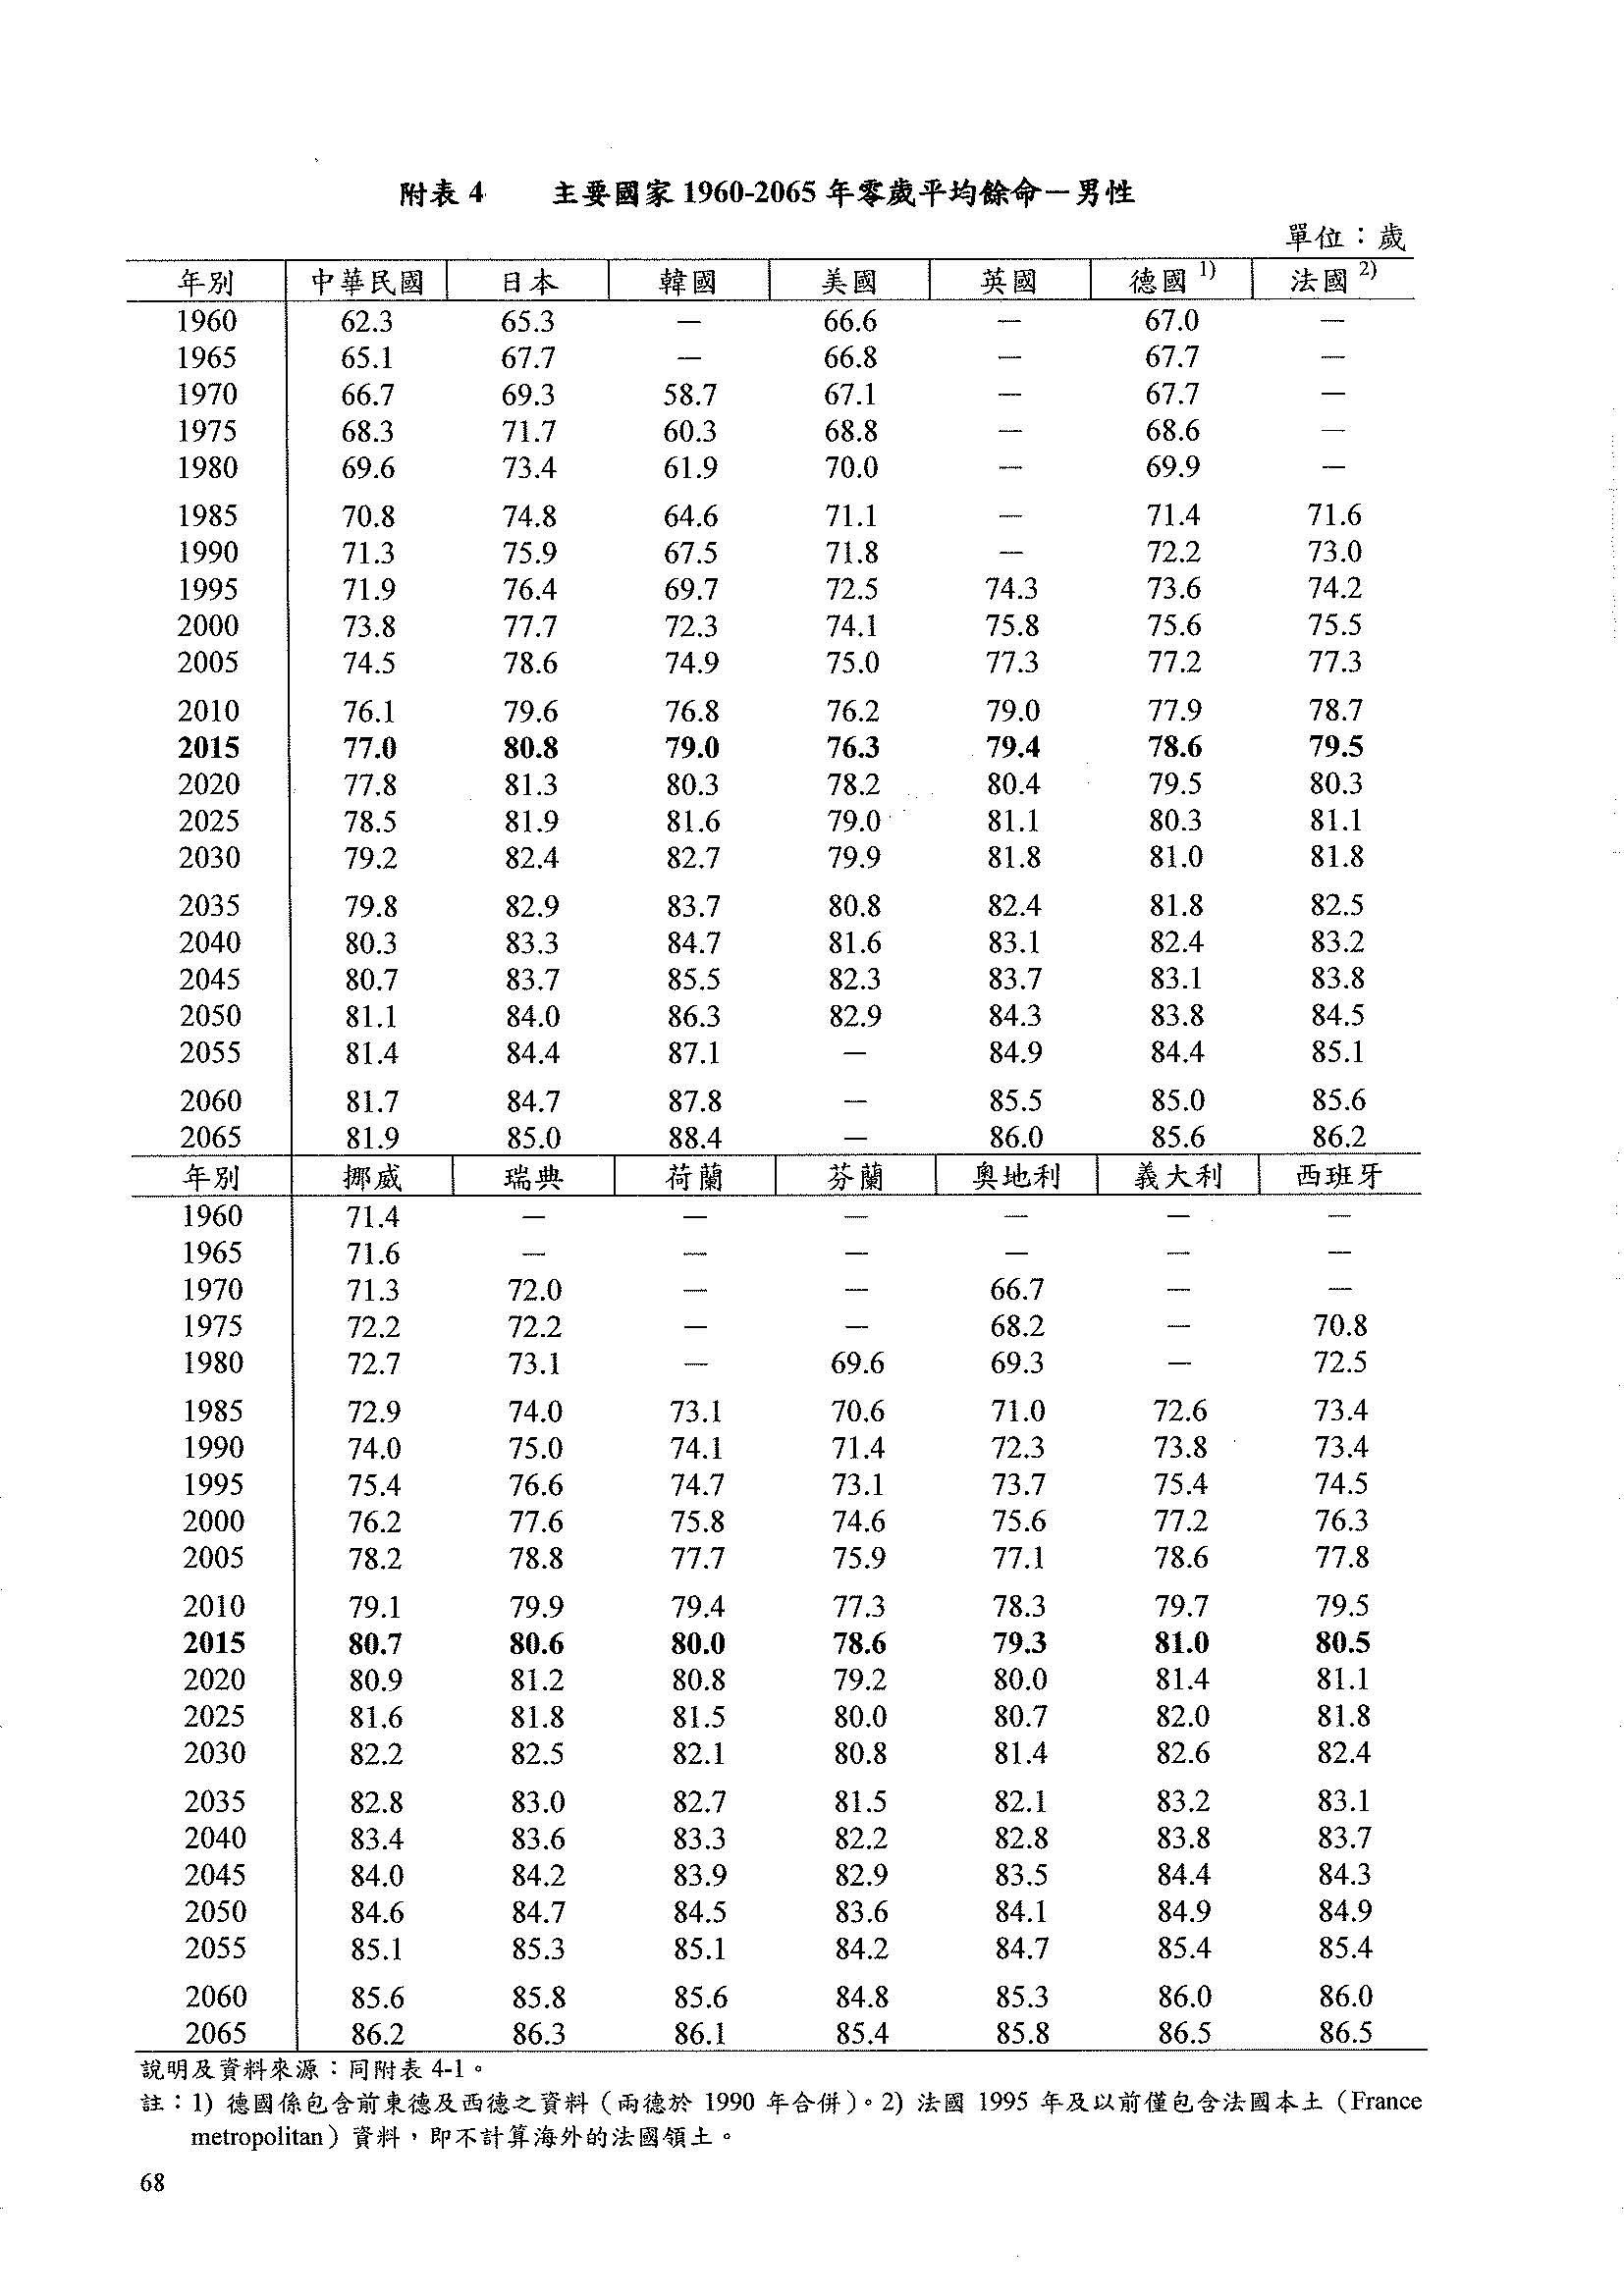 附表 4 主要國家 1960-2065 年零歲平均餘命－男性
單位：歲
年別 中華民國 日本 韓國 美國 英國 德國 1) 法國 2)
1960 62.3 65.3 — 66.6 — 67.0 —
1965 65.1 67.7 — 66.8 — 67.7 —
1970 66.7 69.3 58.7 67.1 — 67.7 —
1975 68.3 71.7 60.3 68.8 — 68.6 —
1980 69.6 73.4 61.9 70.0 — 69.9 —
1985 70.8 74.8 64.6 71.1 — 71.4 71.6
1990 71.3 75.9 67.5 71.8 — 72.2 73.0
1995 71.9 76.4 69.7 72.5 74.3 73.6 74.2
2000 73.8 77.7 72.3 74.1 75.8 75.6 75.5
2005 74.5 78.6 74.9 75.0 77.3 77.2 77.3
2010 76.1 79.6 76.8 76.2 79.0 77.9 78.7
2015 77.0 80.8 79.0 76.3 79.4 78.6 79.5
2020 77.8 81.3 80.3 78.2 80.4 79.5 80.3
2025 78.5 81.9 81.6 79.0 81.1 80.3 81.1
2030 79.2 82.4 82.7 79.9 81.8 81.0 81.8
2035 79.8 82.9 83.7 80.8 82.4 81.8 82.5
2040 80.3 83.3 84.7 81.6 83.1 82.4 83.2
2045 80.7 83.7 85.5 82.3 83.7 83.1 83.8
2050 81.1 84.0 86.3 82.9 84.3 83.8 84.5
2055 81.4 84.4 87.1 — 84.9 84.4 85.1
2060 81.7 84.7 87.8 — 85.5 85.0 85.6
2065 81.9 85.0 88.4 — 86.0 85.6 86.2
年別 挪威 瑞典 荷蘭 芬蘭 奧地利 義大利 西班牙
1960 71.4 — — — — — —
1965 71.6 — — — — — —
1970 71.3 72.0 — — 66.7 — —
1975 72.2 72.2 — — 68.2 — 70.8
1980 72.7 73.1 — 69.6 69.3 — 72.5
1985 72.9 74.0 73.1 70.6 71.0 72.6 73.4
1990 74.0 75.0 74.1 71.4 72.3 73.8 73.4
1995 75.4 76.6 74.7 73.1 73.7 75.4 74.5
2000 76.2 77.6 75.8 74.6 75.6 77.2 76.3
2005 78.2 78.8 77.7 75.9 77.1 78.6 77.8
2010 79.1 79.9 79.4 77.3 78.3 79.7 79.5
2015 80.7 80.6 80.0 78.6 79.3 81.0 80.5
2020 80.9 81.2 80.8 79.2 80.0 81.4 81.1
2025 81.6 81.8 81.5 80.0 80.7 82.0 81.8
2030 82.2 82.5 82.1 80.8 81.4 82.6 82.4
2035 82.8 83.0 82.7 81.5 82.1 83.2 83.1
2040 83.4 83.6 83.3 82.2 82.8 83.8 83.7
2045 84.0 84.2 83.9 82.9 83.5 84.4 84.3
2050 84.6 84.7 84.5 83.6 84.1 84.9 84.9
2055 85.1 85.3 85.1 84.2 84.7 85.4 85.4
2060 85.6 85.8 85.6 84.8 85.3 86.0 86.0
2065 86.2 86.3 86.1 85.4 85.8 86.5 86.5
說明及資料來源：同附表 4-1。
註：1) 德國係包含前東德及西德之資料（兩德於 1990 年合併）。2) 法國 1995 年及以前僅包含法國本土（France
metropolitan）資料，即不計算海外的法國領土。
68